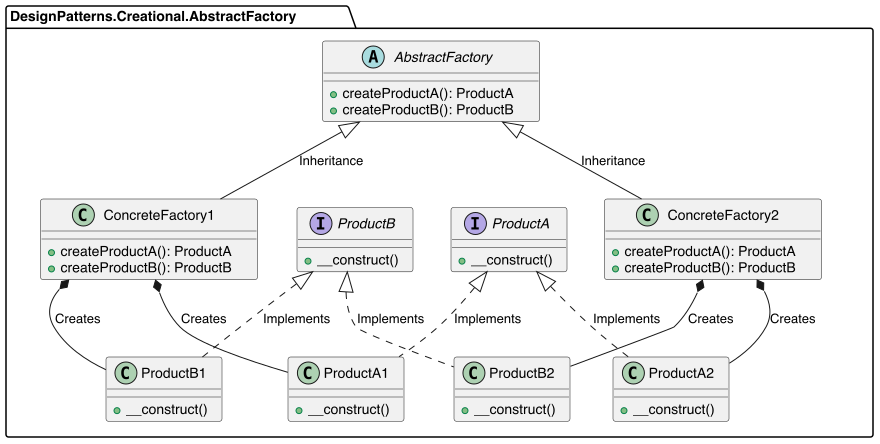 DesignPatterns.Creational.AbstractFactory
A AbstractFactory
createProductA(): ProductA
createProductB(): ProductB
Inheritance
Inheritance
C ConcreteFactory1
createProductA(): ProductA
createProductB(): ProductB
I ProductB
__construct()
I ProductA
__construct()
C ConcreteFactory2
createProductA(): ProductA
createProductB(): ProductB
Creates
Creates
Implements
Implements
Implements
Implements
Creates
Creates
C ProductB1
__construct()
C ProductA1
__construct()
C ProductB2
__construct()
C ProductA2
__construct()